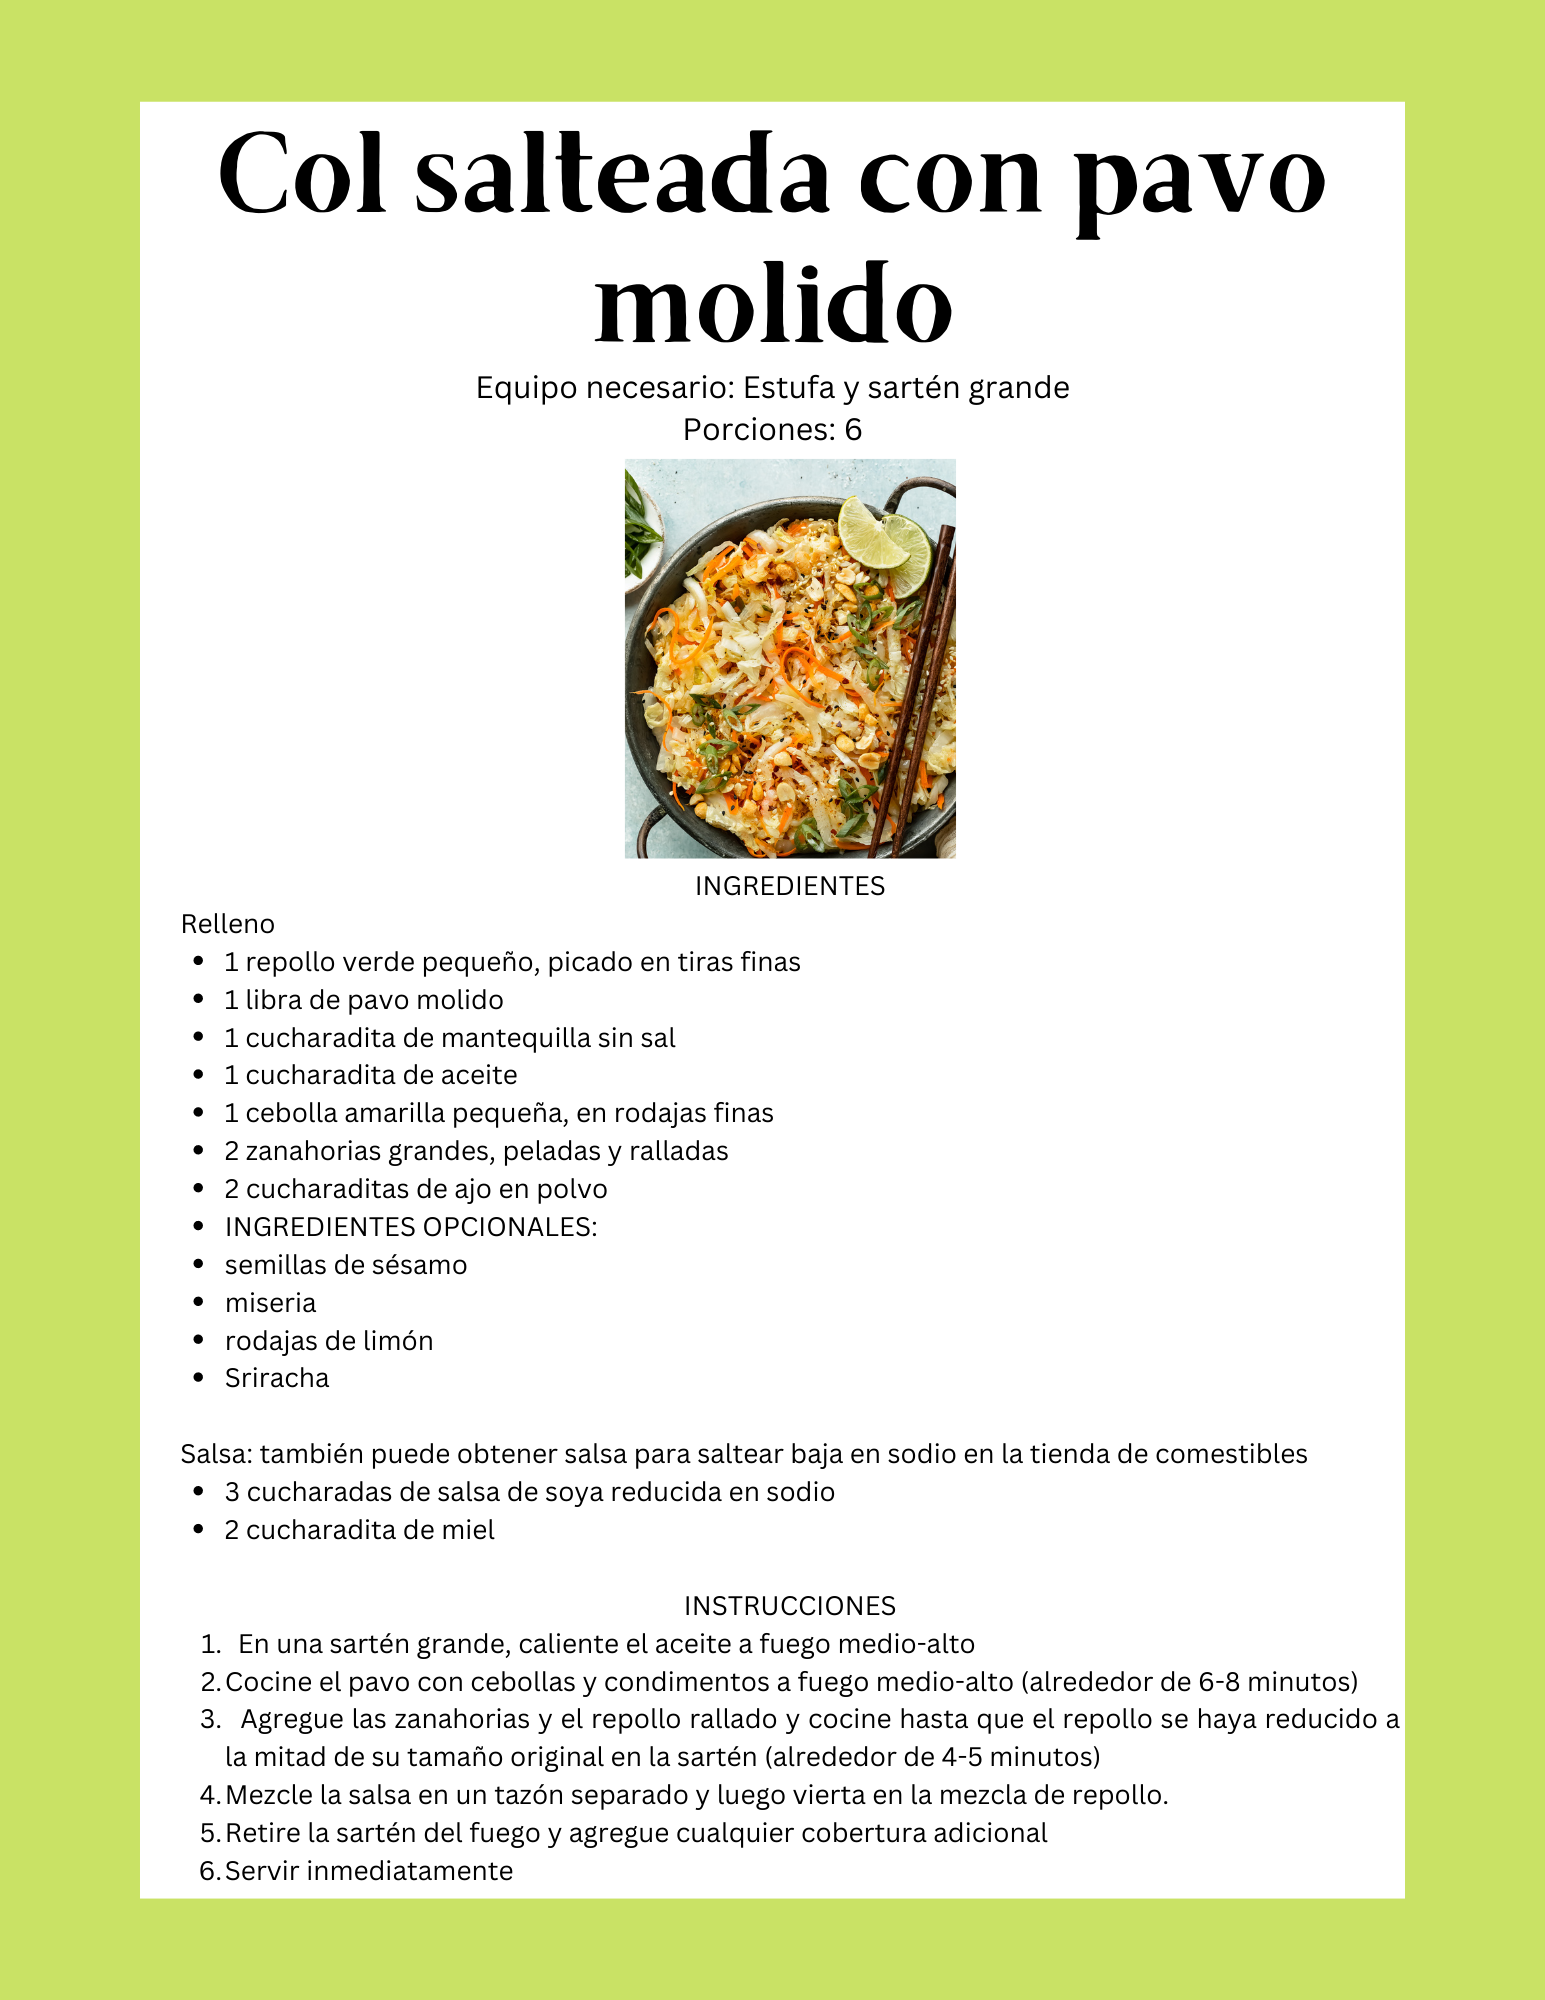 Col salteada con pavo
molido
Equipo necesario: Estufa y sartén grande
Porciones: 6
INGREDIENTES
Relleno
• 1 repollo verde pequeño, picado en tiras finas
• 1 libra de pavo molido
• 1 cucharadita de mantequilla sin sal
• 1 cucharadita de aceite
• 1 cebolla amarilla pequeña, en rodajas finas
• 2 zanahorias grandes, peladas y ralladas
• 2 cucharaditas de ajo en polvo
• INGREDIENTES OPCIONALES:
• semillas de sésamo
• miseria
• rodajas de limón
• Sriracha
Salsa: también puede obtener salsa para saltear baja en sodio en la tienda de comestibles
• 3 cucharadas de salsa de soya reducida en sodio
• 2 cucharadita de miel
INSTRUCCIONES
1. En una sartén grande, caliente el aceite a fuego medio-alto
2. Cocine el pavo con cebollas y condimentos a fuego medio-alto (alrededor de 6-8 minutos)
3. Agregue las zanahorias y el repollo rallado y cocine hasta que el repollo se haya reducido a
la mitad de su tamaño original en la sartén (alrededor de 4-5 minutos)
4. Mezcle la salsa en un tazón separado y luego vierta en la mezcla de repollo.
5. Retire la sartén del fuego y agregue cualquier cobertura adicional
6. Servir inmediatamente